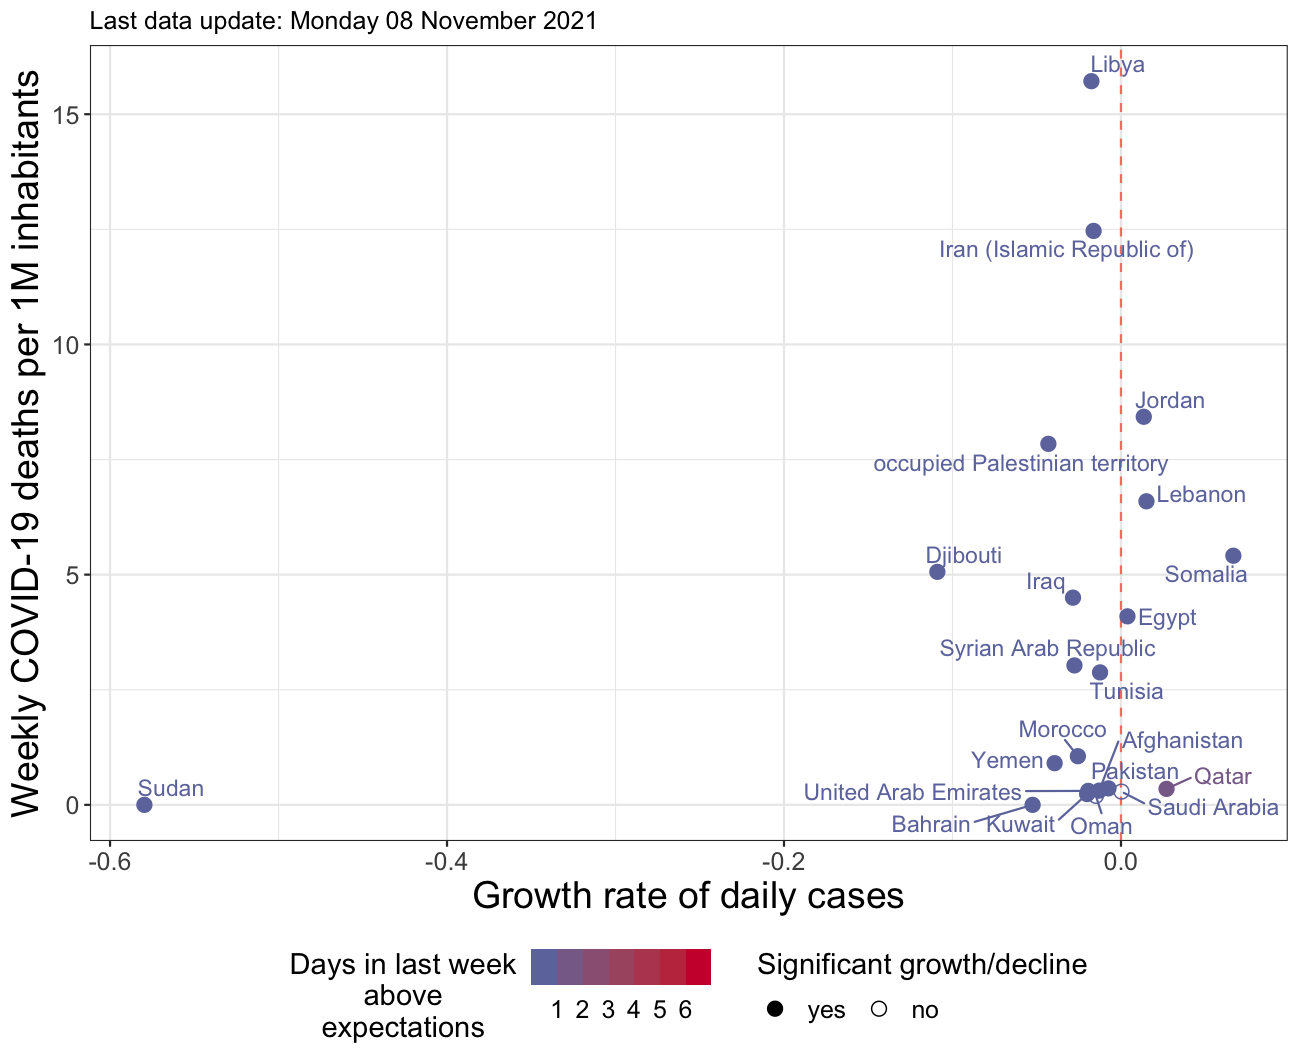 Last data update: Monday 08 November 2021
Weekly COVID-19 deaths per 1M inhabitants
15
10
5
0
Libya
Iran (Islamic Republic of)
Jordan
occupied Palestinian territory
Lebanon
Djibouti
Somalia
Iraq
Egypt
Syrian Arab Republic
Tunisia
Morocco
Afghanistan
Yemen
Pakistan
Qatar
Sudan
United Arab Emirates
Saudi Arabia
Bahrain
Kuwait
Oman
-0.6
-0.4
-0.2
0.0
Growth rate of daily cases
Days in last week
above
expectations
1 2 3 4 5 6
Significant growth/decline
yes
no